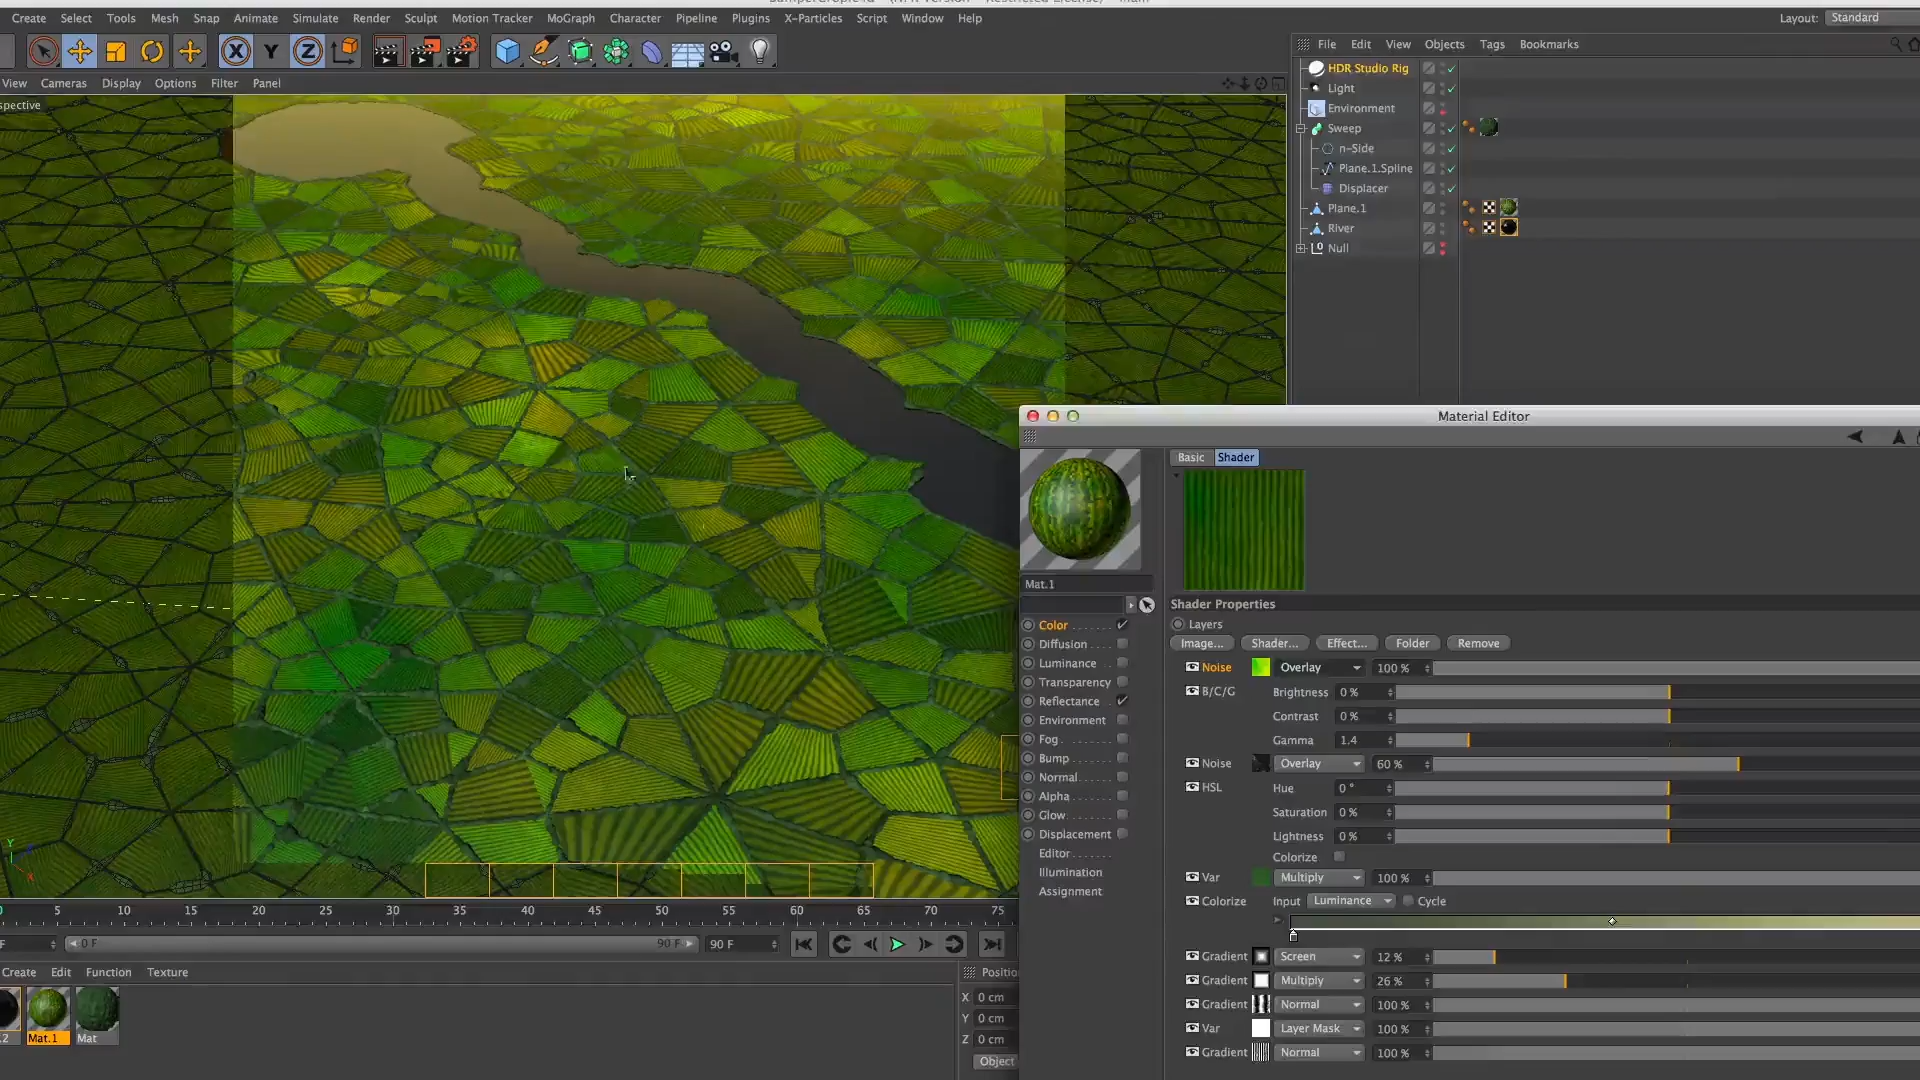 Create Select Tools Mesh Snap Animate Simulate Render Sculpt Motion Tracker MoGraph Character Pipeline Plugins X-Particles Script Window Help
Layout: Standard
X Y Z
File Edit View Objects Tags Bookmarks
View Cameras Display Options Filter Panel
spective
HDR Studio Rig
Light
Environment
Sweep
n-Side
Plane.1.Spline
Displacer
Plane.1
River
Null
Material Editor
Basic Shader
Mat.1
Color
Diffusion
Luminance
Transparency
Reflectance
Environment
Fog
Bump
Normal
Alpha
Glow
Displacement
Editor
Illumination
Assignment
Shader Properties
Layers
Image... Shader... Effect... Folder Remove
Noise Overlay 100 %
B/C/G Brightness 0 %
Contrast 0 %
Gamma 1.4
Noise Overlay 60 %
HSL Hue 0 °
Saturation 0 %
Lightness 0 %
Colorize
Var Multiply 100 %
Colorize Input Luminance Cycle
Gradient Screen 12 %
Gradient Multiply 26 %
Gradient Normal 100 %
Var Layer Mask 100 %
Gradient Normal 100 %
Y
X
0 5 10 15 20 25 30 35 40 45 50 55 60 65 70 75
F 0 F 90 F 90 F
Create Edit Function Texture
.2 Mat.1 Mat
Positio
X 0 cm
Y 0 cm
Z 0 cm
Object